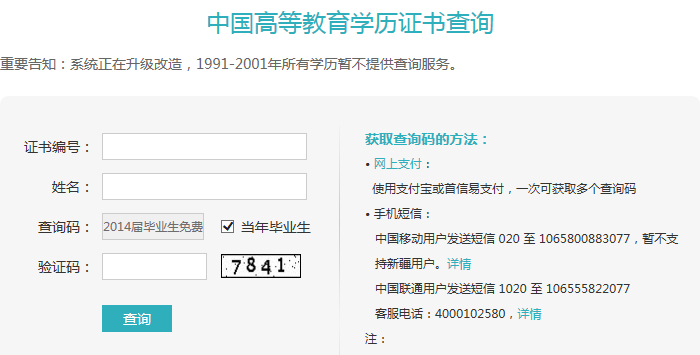 中国高等教育学历证书查询
重要告知：系统正在升级改造，1991-2001年所有学历暂不提供查询服务。
证书编号：
姓名：
查询码：
2014届毕业生免费
当年毕业生
验证码：
7841
查询
获取查询码的方法：
• 网上支付：
使用支付宝或首信易支付，一次可获取多个查询码
• 手机短信：
中国移动用户发送短信 020 至 1065800883077，暂不支
持新疆用户。详情
中国联通用户发送短信 1020 至 106555822077
客服电话：4000102580，详情
注：